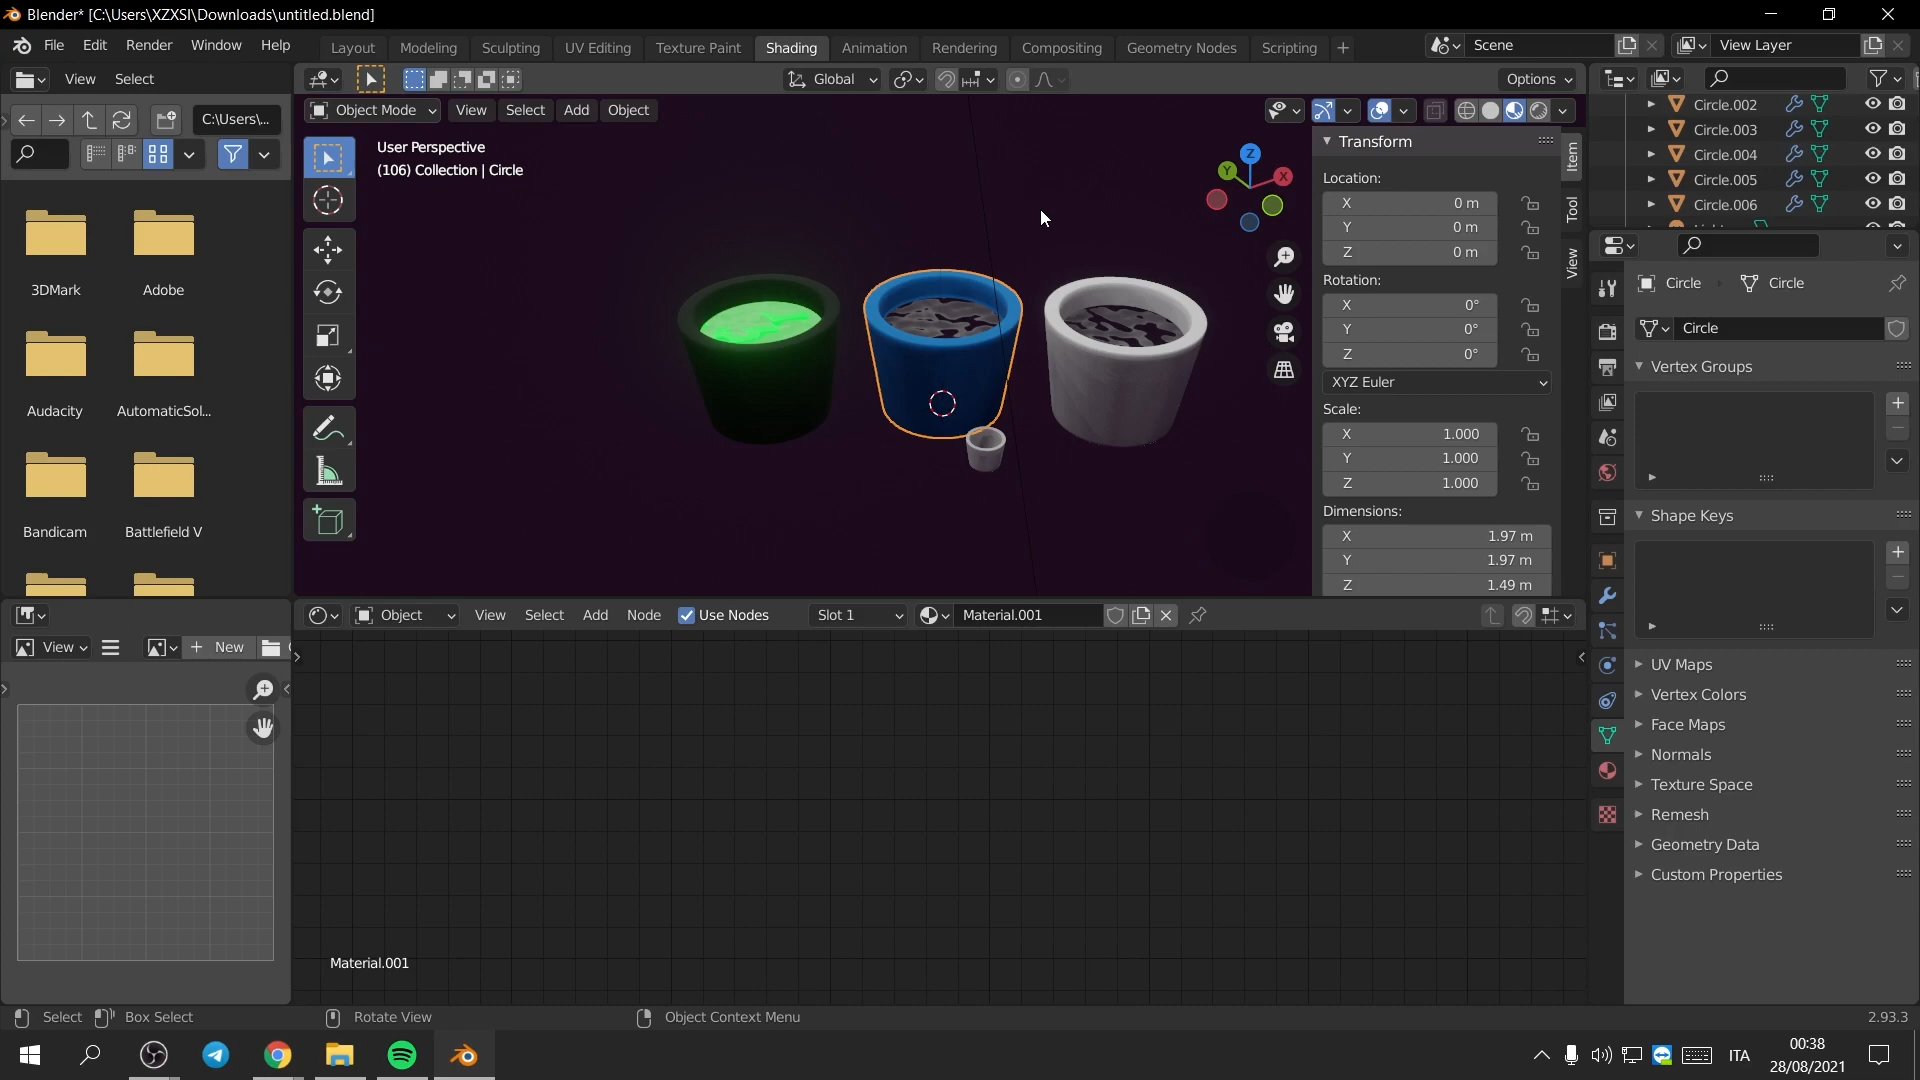 Blender* [C:\Users\XZXSI\Downloads\untitled.blend]
File Edit Render Window Help
Layout Modeling Sculpting UV Editing Texture Paint Shading Animation Rendering Compositing Geometry Nodes Scripting
Scene
View Layer
View Select
Global
Options
C:\Users\...
Object Mode View Select Add Object
User Perspective
(106) Collection | Circle
3DMark
Adobe
Audacity
AutomaticSol...
Bandicam
Battlefield V
Z
Y
X
Transform
Location:
X 0 m
Y 0 m
Z 0 m
Rotation:
X 0°
Y 0°
Z 0°
XYZ Euler
Scale:
X 1.000
Y 1.000
Z 1.000
Dimensions:
X 1.97 m
Y 1.97 m
Z 1.49 m
Item
Tool
View
Circle.002
Circle.003
Circle.004
Circle.005
Circle.006
Circle Circle
Circle
Vertex Groups
Shape Keys
UV Maps
Vertex Colors
Face Maps
Normals
Texture Space
Remesh
Geometry Data
Custom Properties
View
New
Object View Select Add Node Use Nodes Slot 1 Material.001
Material.001
Select Box Select Rotate View Object Context Menu
2.93.3
ITA
00:38
28/08/2021